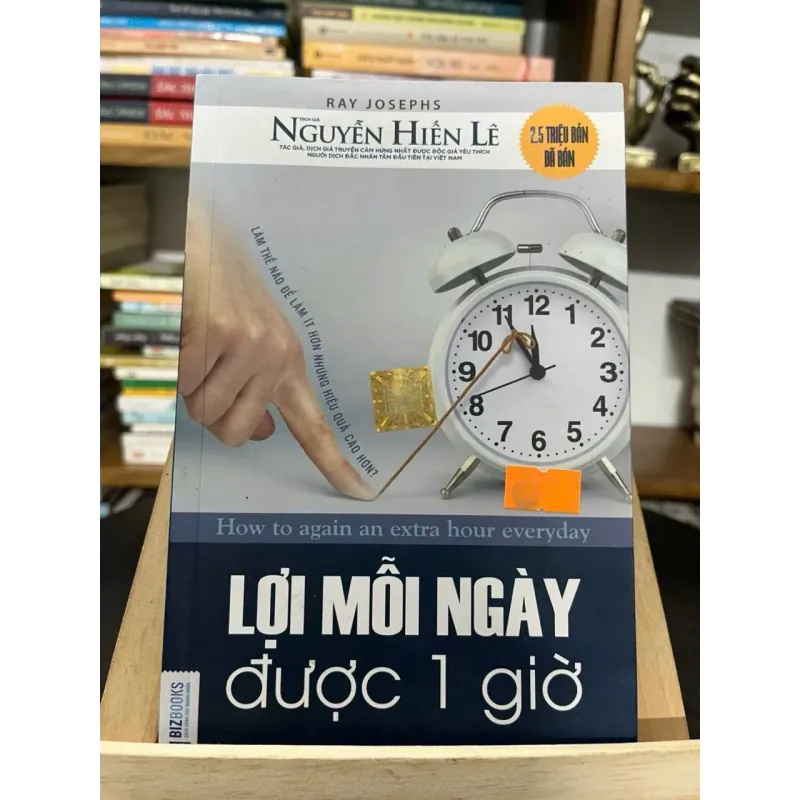 RAY JOSEPHS
DỊCH GIẢ
NGUYỄN HIẾN LÊ
TÁC GIẢ, DỊCH GIẢ TRUYỀN CẢM HỨNG NHẤT ĐƯỢC ĐỘC GIẢ YÊU THÍCH
NGƯỜI DỊCH ĐẮC NHÂN TÂM ĐẦU TIÊN TẠI VIỆT NAM
2.5 TRIỆU BẢN
ĐÃ BÁN
LÀM THẾ NÀO ĐỂ LÀM ÍT HƠN NHƯNG HIỆU QUẢ CAO HƠN?
12
1
2
3
4
5
6
7
8
9
10
11
How to again an extra hour everyday
LỢI MỖI NGÀY
được 1 giờ
BIZBOOKS